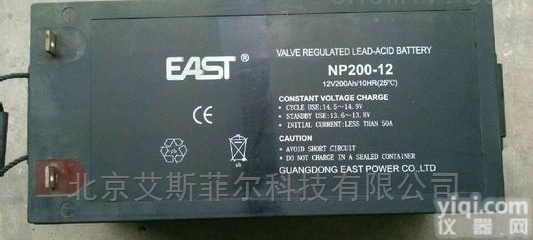 VALVE REGULATED LEAD-ACID BATTERY
EAST®
NP200-12
12V200Ah/10HR(25℃)
CONSTANT VOLTAGE CHARGE
• CYCLE USE:14.5～14.9V
• STANDBY USE:13.6～13.8V
• INITIAL CURRENT:LESS THAN 50A
CE
CAUTION
• AVOID SHORT CIRCUIT
• DO NOT CHARGE IN A SEALED CONTAINER
Pb
GUANGDONG EAST POWER CO.,LTD
北京艾斯菲尔科技有限公司
yiqi.com
仪器网